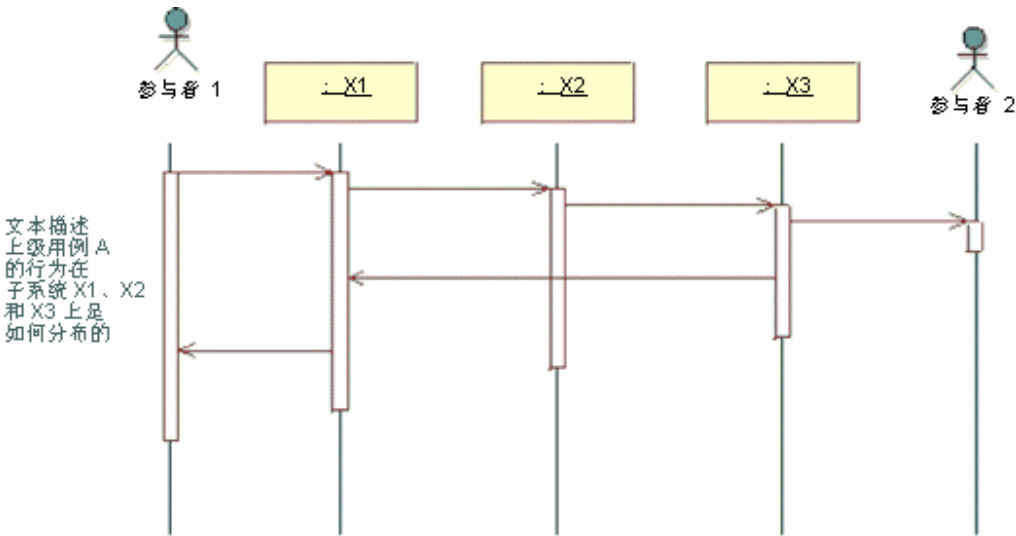 参与者 1
: X1
: X2
: X3
参与者 2
文本描述
上级用例 A
的行为在
子系统 X1、X2
和 X3 上是
如何分布的